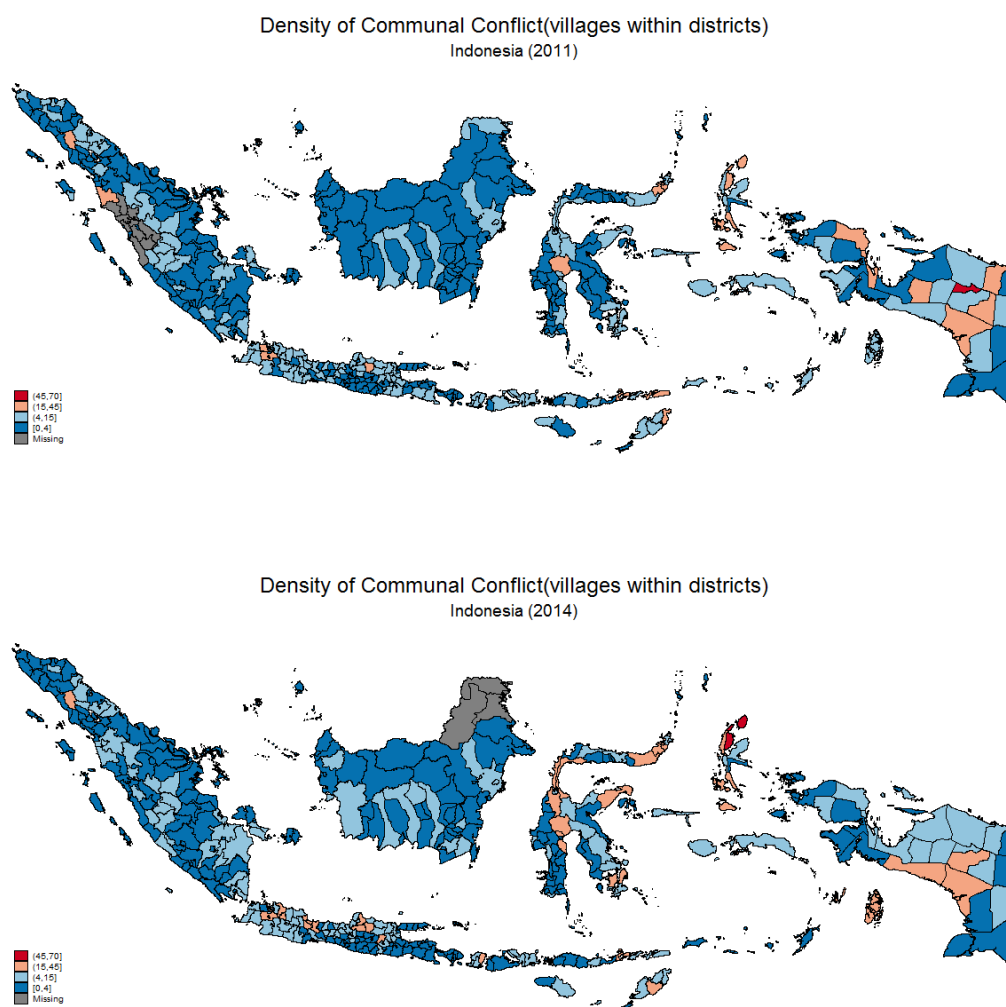 Density of Communal Conflict(villages within districts)
Indonesia (2011)
(45,70]
(15,45]
(4,15]
[0,4]
Missing
Density of Communal Conflict(villages within districts)
Indonesia (2014)
(45,70]
(15,45]
(4,15]
[0,4]
Missing